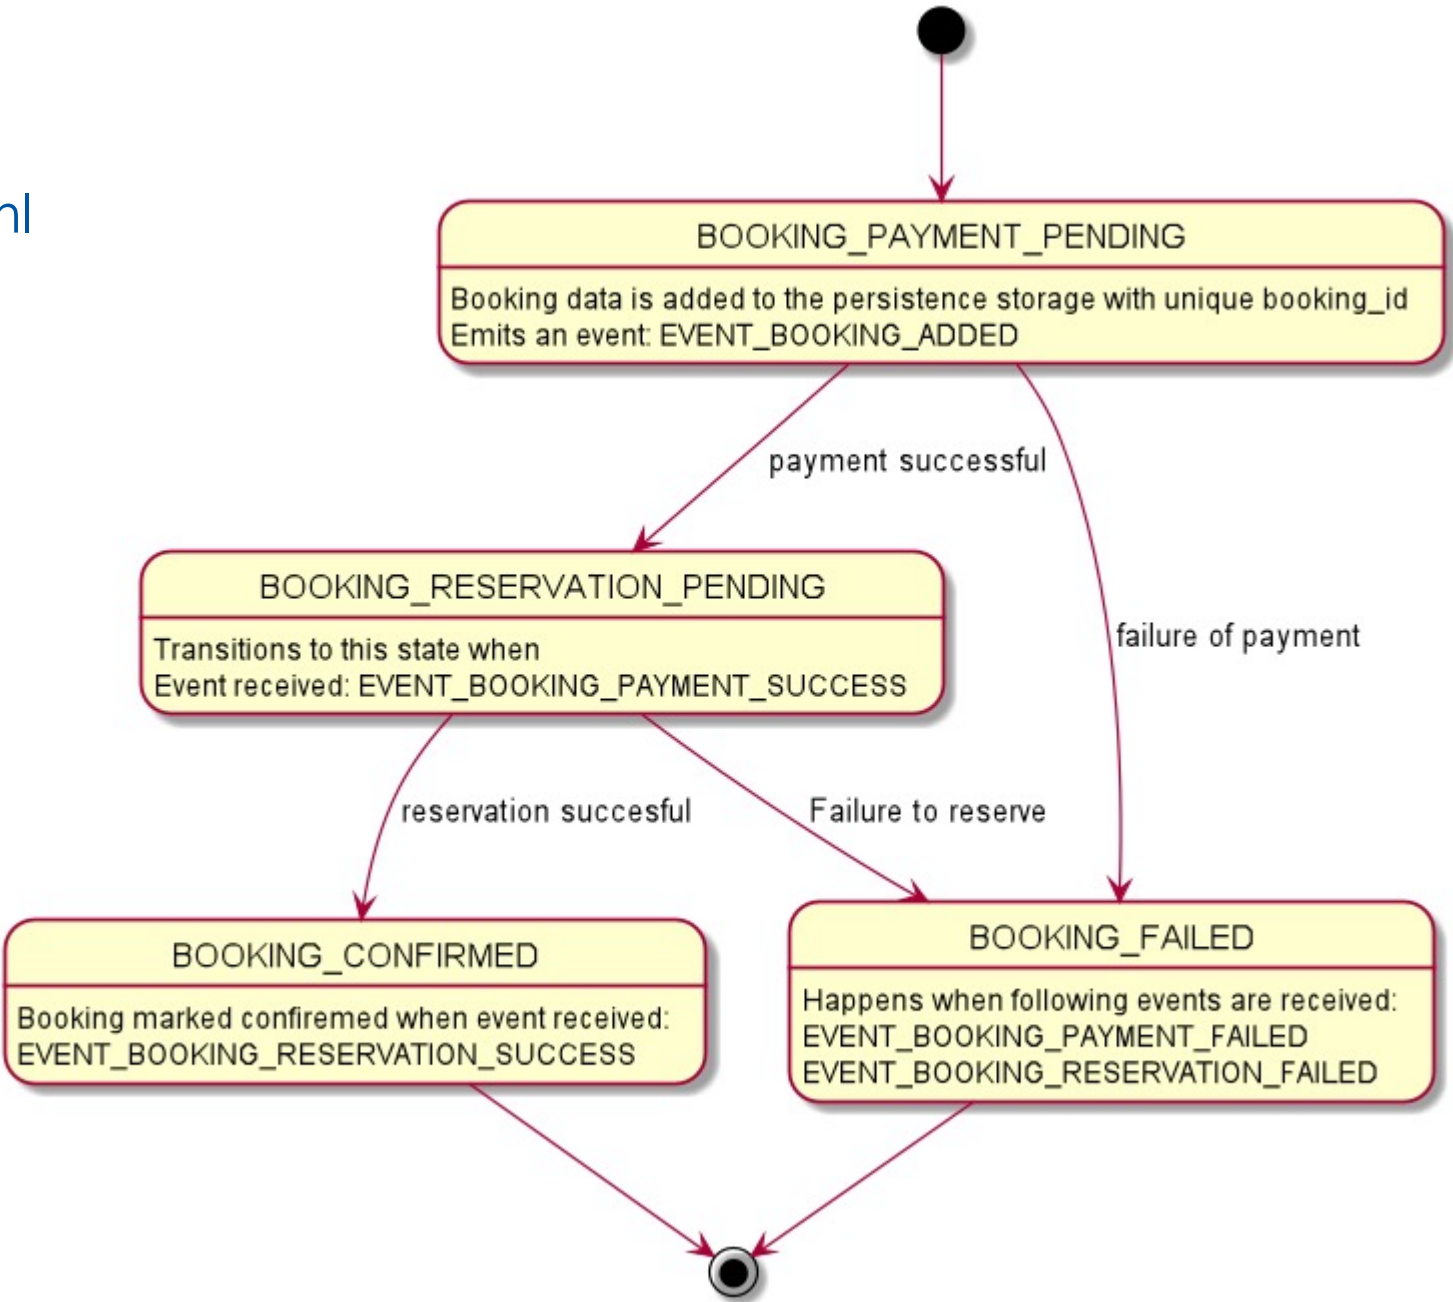 nl
BOOKING_PAYMENT_PENDING
Booking data is added to the persistence storage with unique booking_id
Emits an event: EVENT_BOOKING_ADDED
payment successful
BOOKING_RESERVATION_PENDING
Transitions to this state when
Event received: EVENT_BOOKING_PAYMENT_SUCCESS
failure of payment
reservation succesful
Failure to reserve
BOOKING_CONFIRMED
Booking marked confiremed when event received:
EVENT_BOOKING_RESERVATION_SUCCESS
BOOKING_FAILED
Happens when following events are received:
EVENT_BOOKING_PAYMENT_FAILED
EVENT_BOOKING_RESERVATION_FAILED